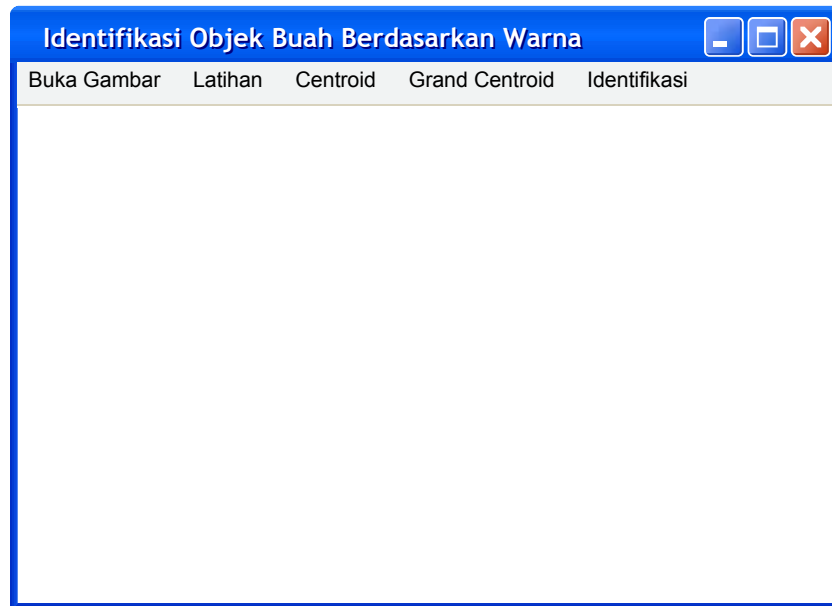 Identifikasi Objek Buah Berdasarkan Warna
Buka Gambar Latihan Centroid Grand Centroid Identifikasi